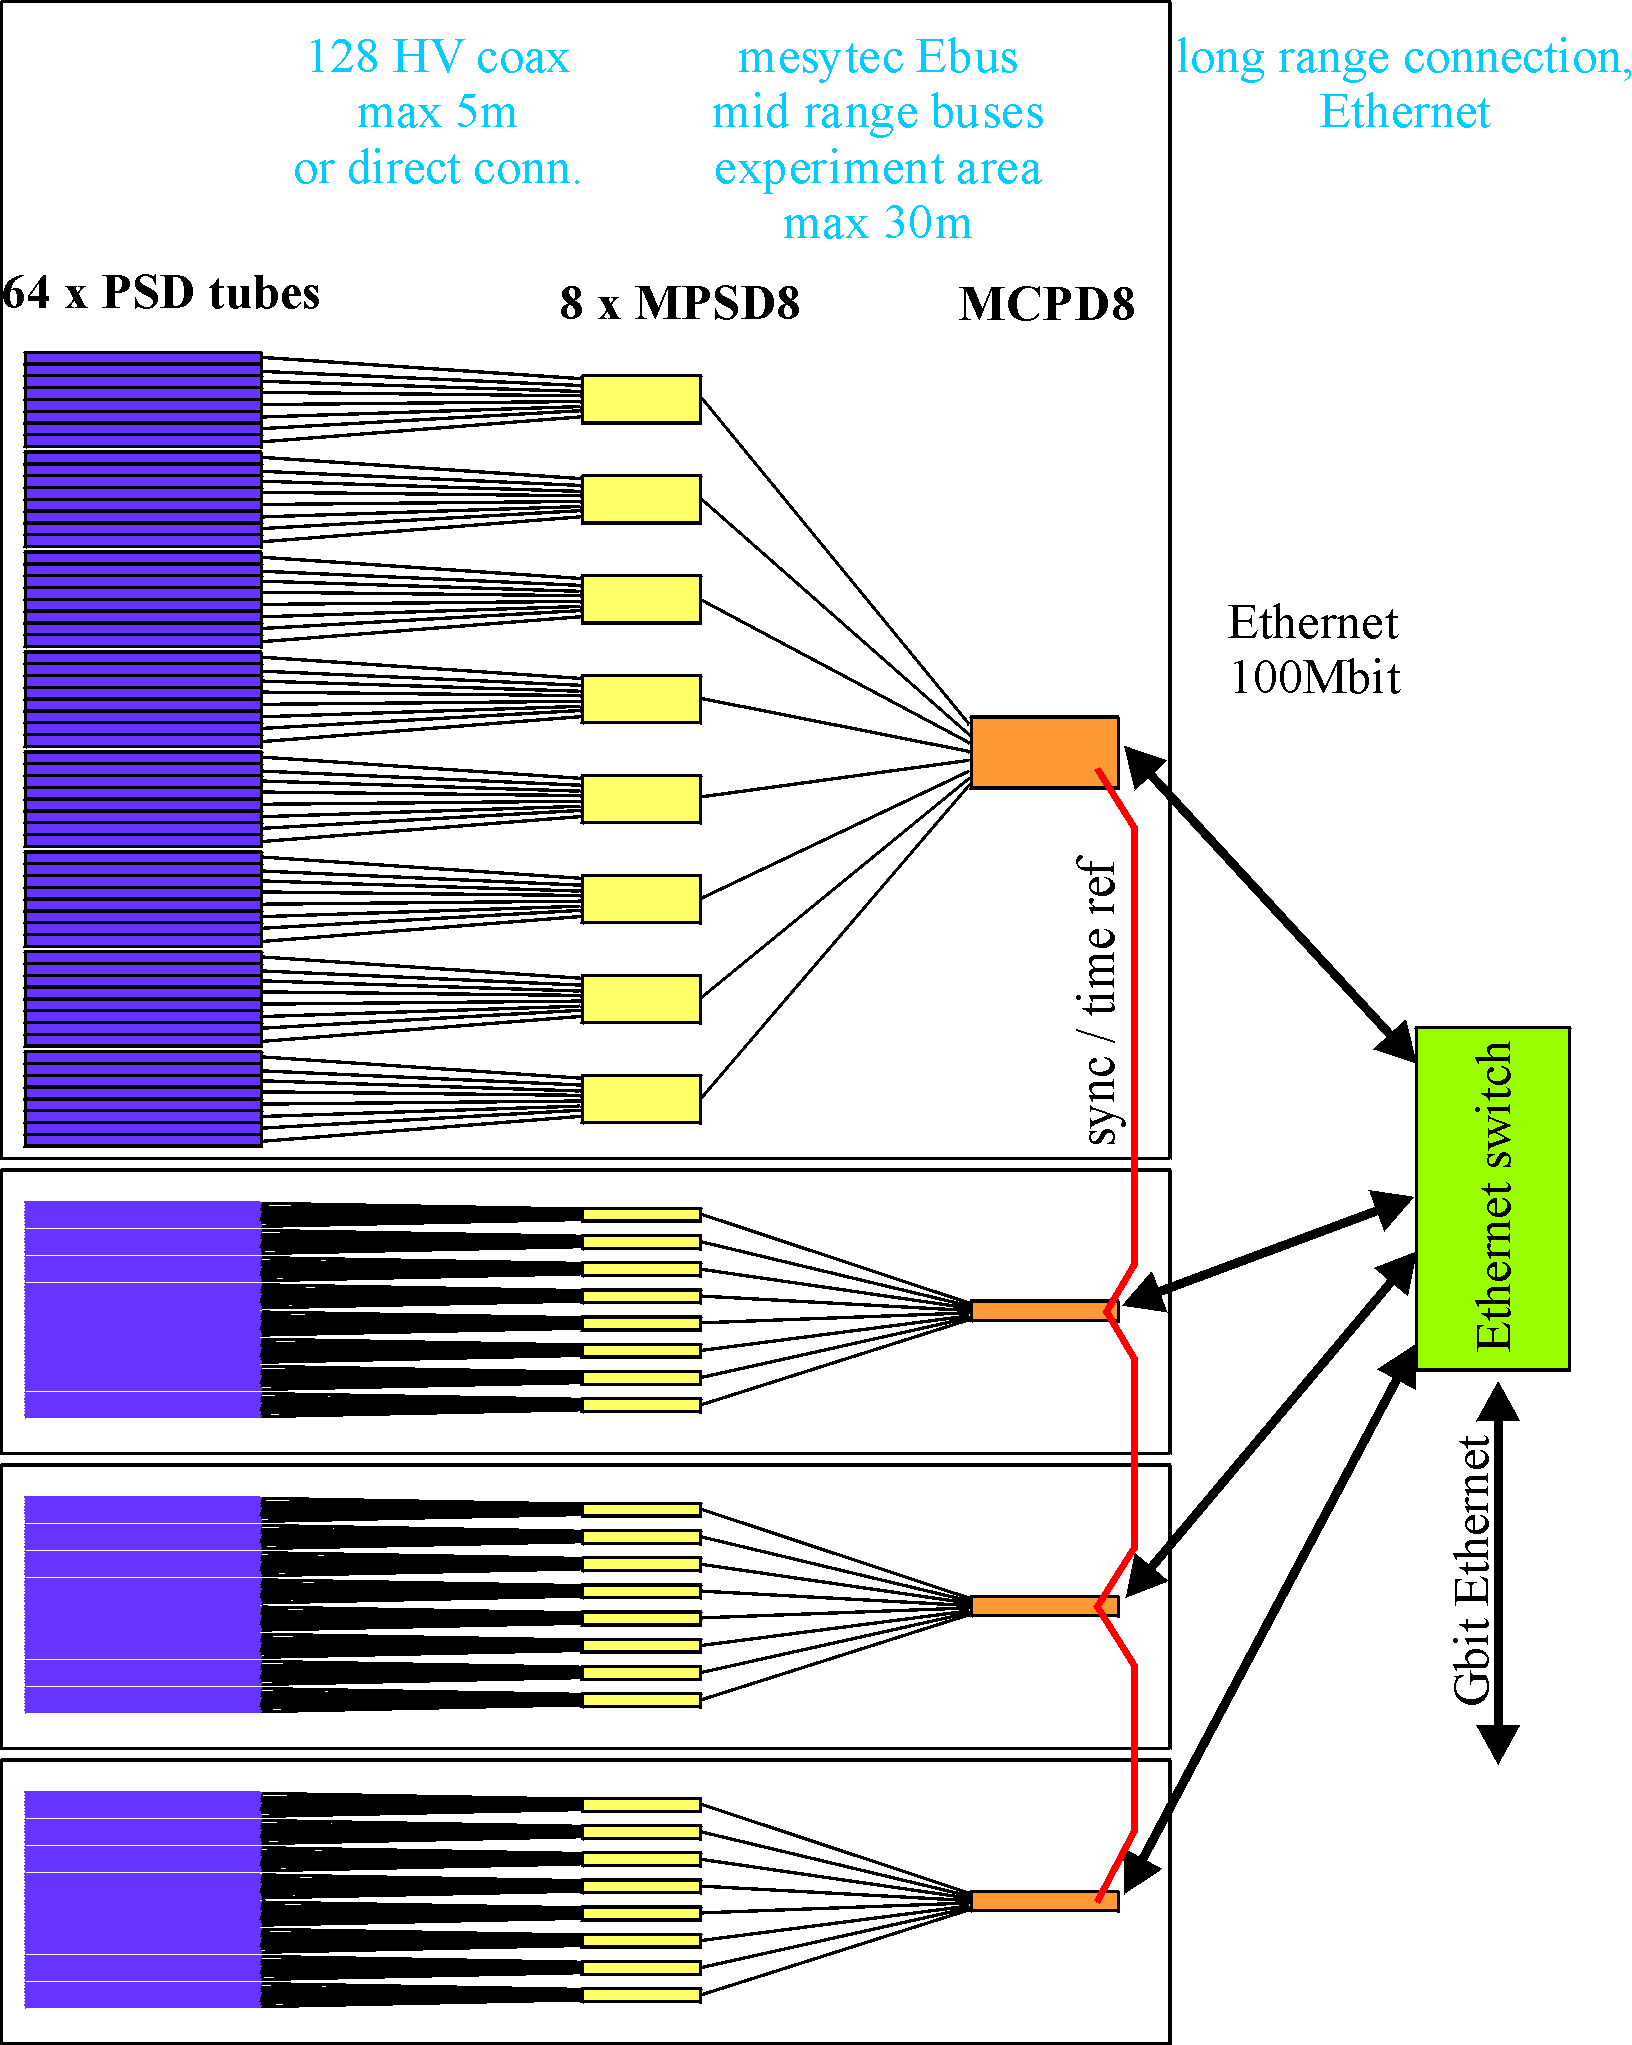 128 HV coax
max 5m
or direct conn.
mesytec Ebus
mid range buses
experiment area
max 30m
long range connection,
Ethernet
64 x PSD tubes
8 x MPSD8
MCPD8
Ethernet
100Mbit
sync / time ref
Ethernet switch
Gbit Ethernet